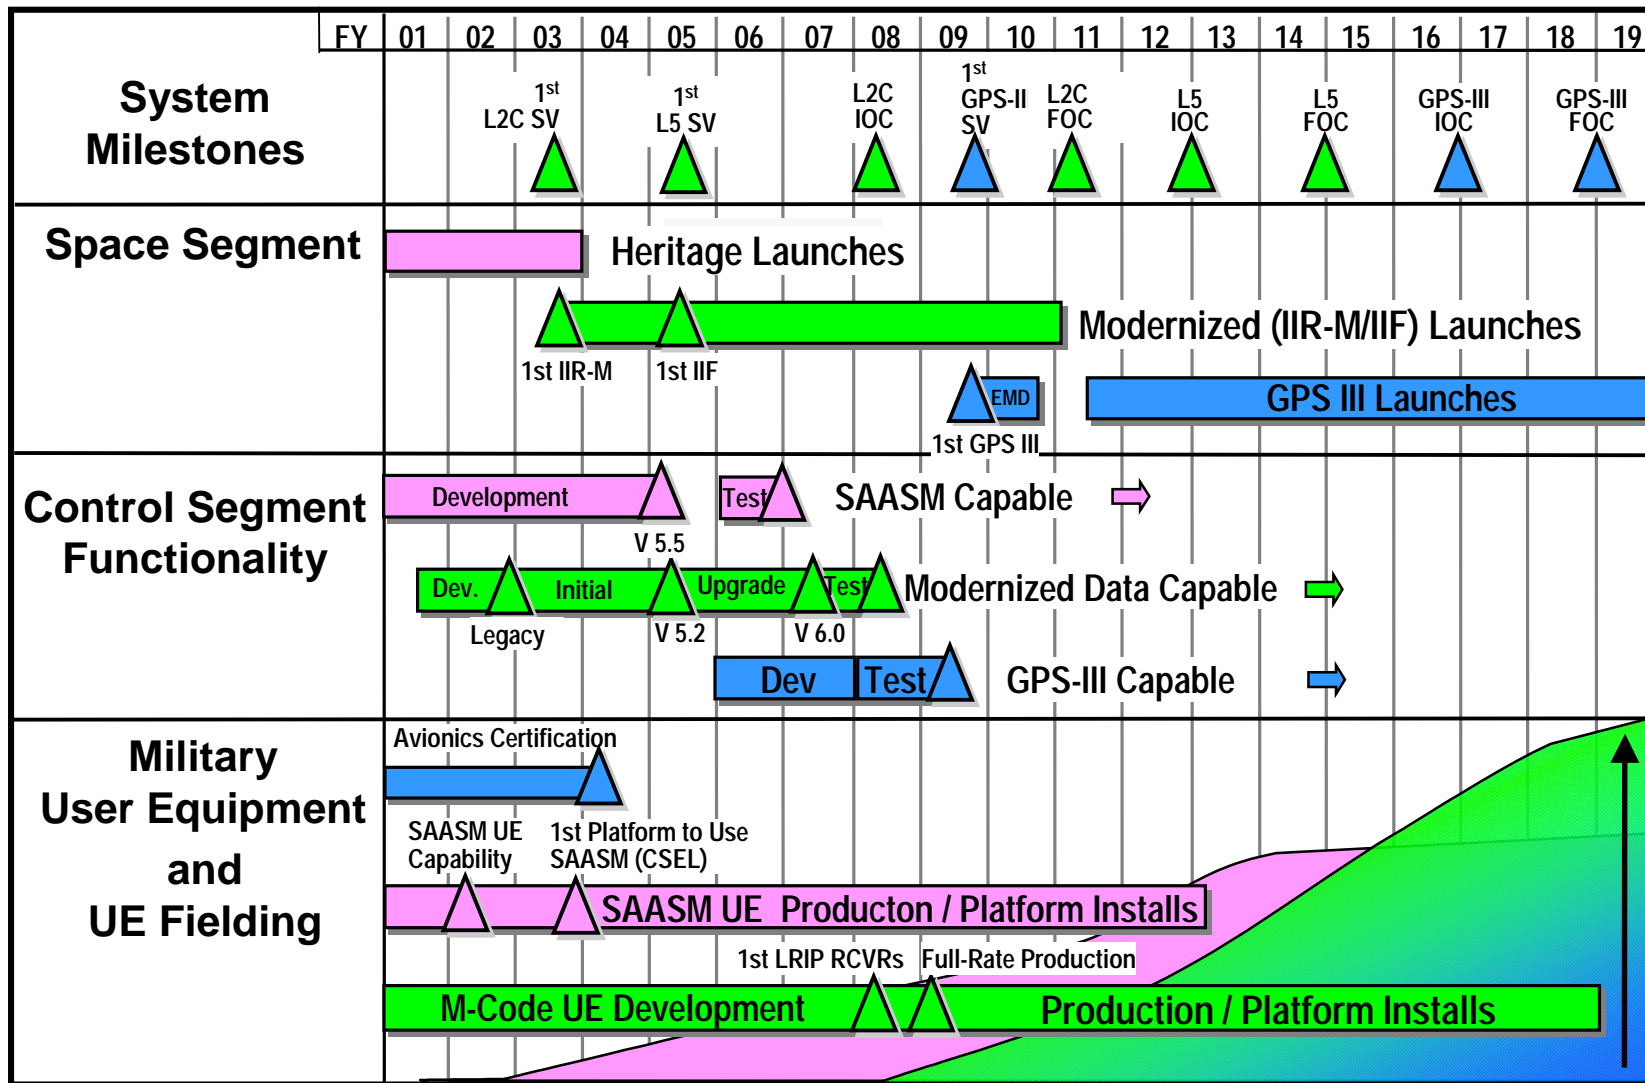 FY 01 02 03 04 05 06 07 08 09 10 11 12 13 14 15 16 17 18 19
System
Milestones
1st
L2C SV
1st
L5 SV
L2C
IOC
1st
GPS-II
SV
L2C
FOC
L5
IOC
L5
FOC
GPS-III
IOC
GPS-III
FOC
Space Segment
Heritage Launches
Modernized (IIR-M/IIF) Launches
1st IIR-M
1st IIF
EMD
GPS III Launches
1st GPS III
Control Segment
Functionality
Development
Test
SAASM Capable
V 5.5
Dev.
Initial
Upgrade
Test
Modernized Data Capable
Legacy
V 5.2
V 6.0
Dev
Test
GPS-III Capable
Military
User Equipment
and
UE Fielding
Avionics Certification
SAASM UE
Capability
1st Platform to Use
SAASM (CSEL)
SAASM UE Producton / Platform Installs
1st LRIP RCVRs
Full-Rate Production
M-Code UE Development
Production / Platform Installs